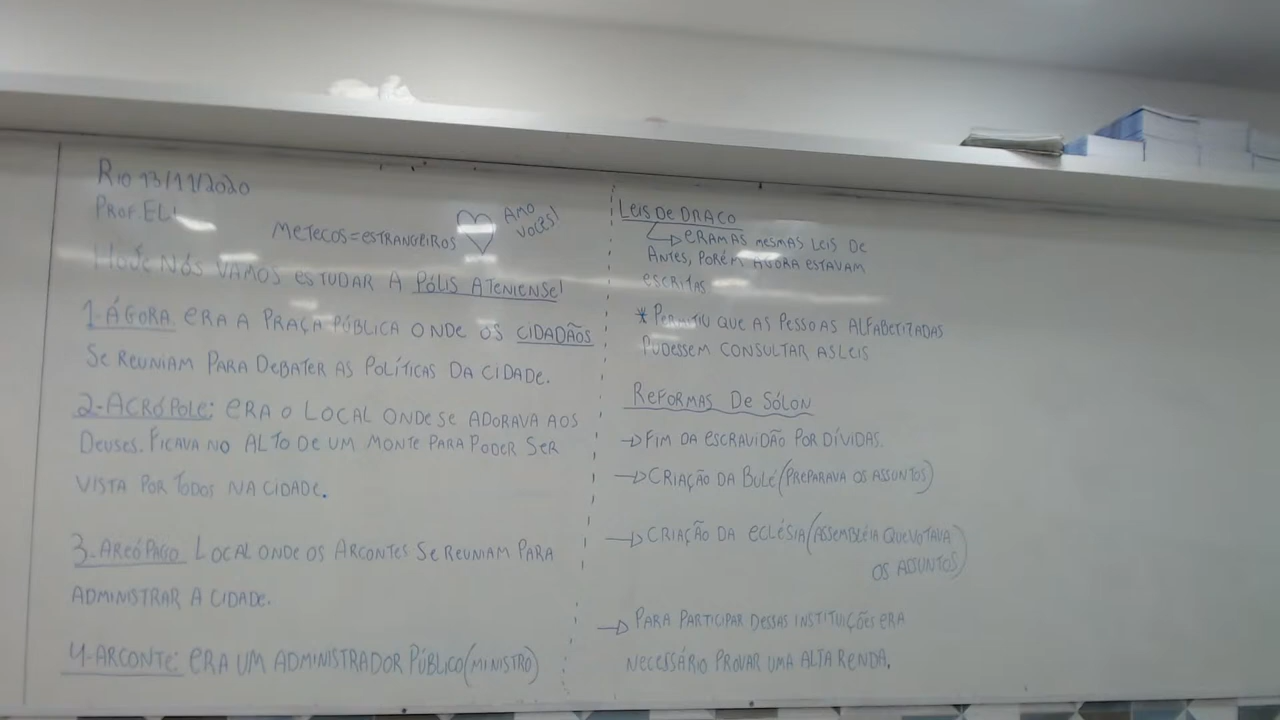 RIO 13/11/2020
PROF. ELI
METECOS=ESTRANGEIROS
AMO
VOCÊS!
HOJE NÓS VAMOS ESTUDAR A PÓLIS ATENIENSE!
1-ÁGORA: ERA A PRAÇA PÚBLICA ONDE OS CIDADÃOS
SE REUNIAM PARA DEBATER AS POLÍTICAS DA CIDADE.
2-ACRÓPOLE: ERA O LOCAL ONDE SE ADORAVA AOS
DEUSES. FICAVA NO ALTO DE UM MONTE PARA PODER SER
VISTA POR TODOS NA CIDADE.
3-AREÓPAGO LOCAL ONDE OS ARCONTES SE REUNIAM PARA
ADMINISTRAR A CIDADE.
4-ARCONTE: ERA UM ADMINISTRADOR PÚBLICO (MINISTRO)
LEIS DE DRACO
ERAM AS MESMAS LEIS DE
ANTES, PORÉM AGORA ESTAVAM
ESCRITAS
* PERMITIU QUE AS PESSOAS ALFABETIZADAS
PUDESSEM CONSULTAR AS LEIS
REFORMAS DE SÓLON
→ FIM DA ESCRAVIDÃO POR DÍVIDAS.
→ CRIAÇÃO DA BULÉ (PREPARAVA OS ASSUNTOS)
→ CRIAÇÃO DA ECLÉSIA (ASSEMBLÉIA QUE VOTAVA
OS ASSUNTOS)
→ PARA PARTICIPAR DESSAS INSTITUIÇÕES ERA
NECESSÁRIO PROVAR UMA ALTA RENDA.